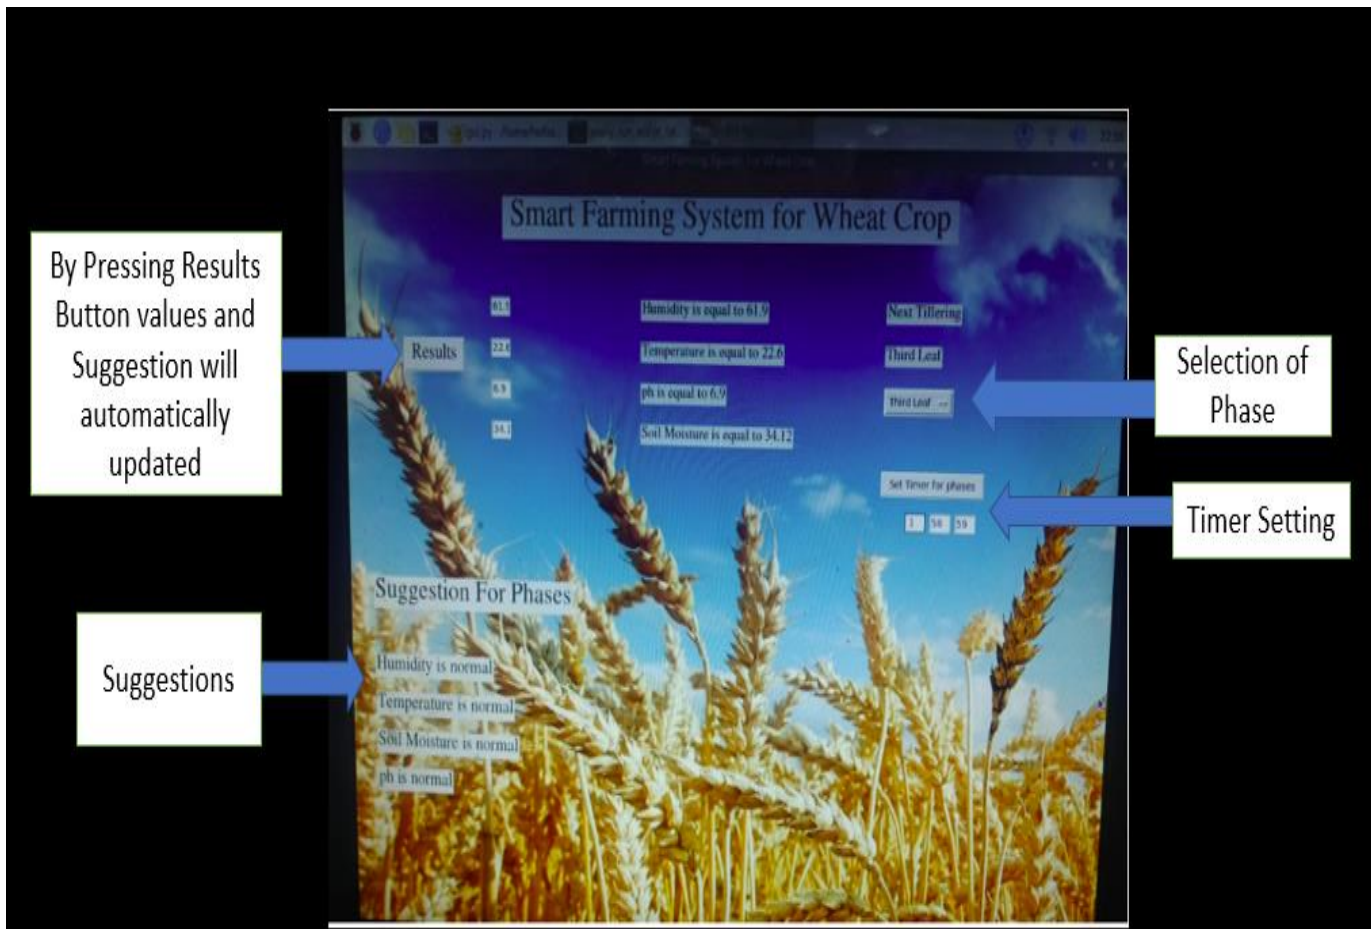 Smart Farming System for Wheat Crop
By Pressing Results
Button values and
Suggestion will
automatically
updated
Results
61.5
22.6
6.9
34.1
Humidity is equal to 61.9
Temperature is equal to 22.6
ph is equal to 6.9
Soil Moisture is equal to 34.12
Next Tillering
Third Leaf
Third Leaf
Selection of
Phase
Set Timer for phases
1 58 59
Timer Setting
Suggestion For Phases
Suggestions
Humidity is normal
Temperature is normal
Soil Moisture is normal
ph is normal